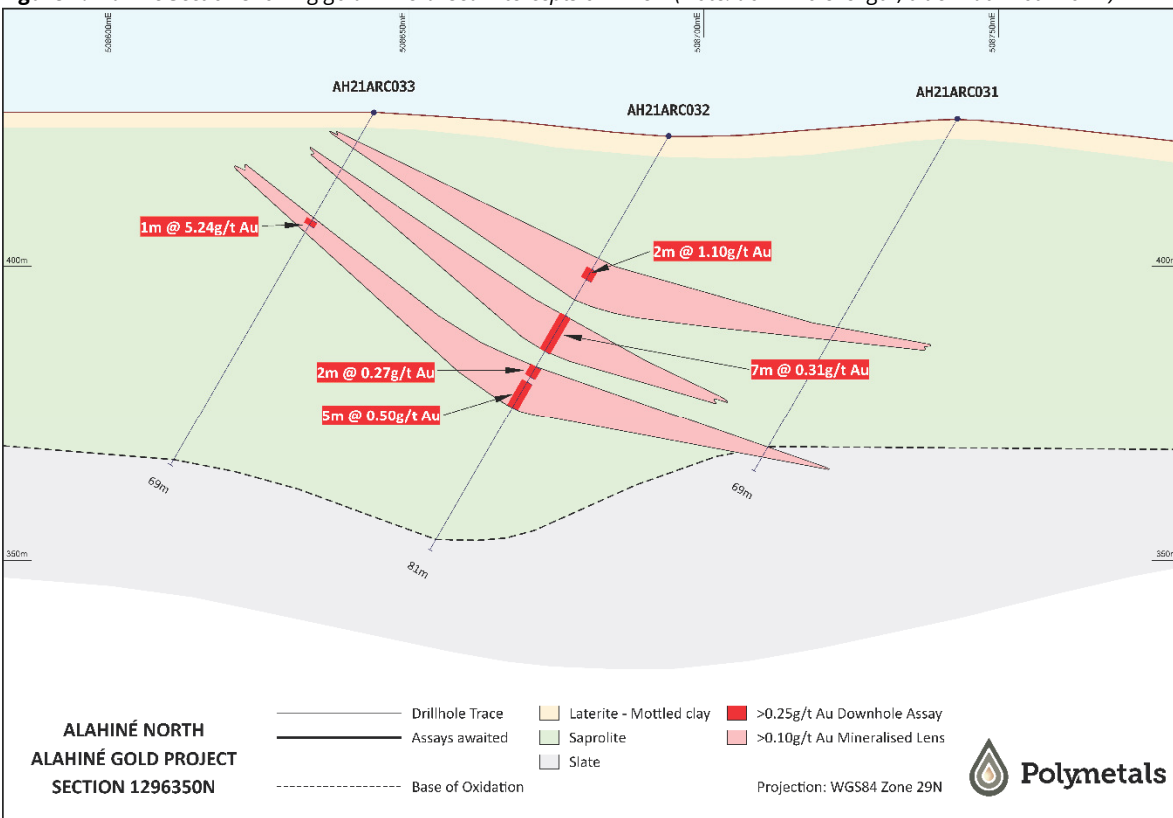 508600mE
508650mE
508700mE
508750mE
AH21ARC033
AH21ARC032
AH21ARC031
1m @ 5.24g/t Au
2m @ 1.10g/t Au
400m
400m
7m @ 0.31g/t Au
2m @ 0.27g/t Au
5m @ 0.50g/t Au
69m
69m
81m
350m
350m
ALAHINÉ NORTH
ALAHINÉ GOLD PROJECT
SECTION 1296350N
Drillhole Trace
Assays awaited
Base of Oxidation
Laterite - Mottled clay
Saprolite
Slate
>0.25g/t Au Downhole Assay
>0.10g/t Au Mineralised Lens
Projection: WGS84 Zone 29N
Polymetals